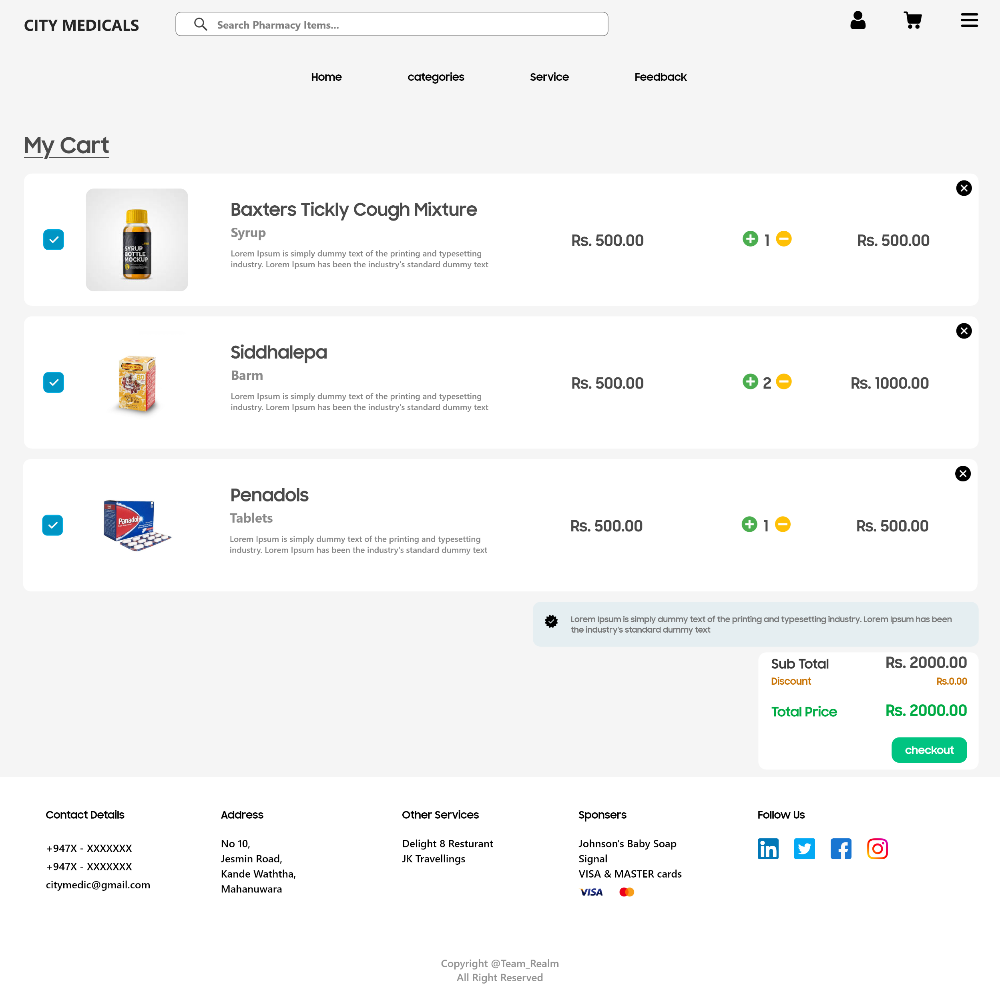 CITY MEDICALS
Search Pharmacy Items...
Home
categories
Service
Feedback
My Cart
SYRUP
BOTTLE
MOCKUP
Baxters Tickly Cough Mixture
Syrup
Lorem Ipsum is simply dummy text of the printing and typesetting
industry. Lorem Ipsum has been the industry's standard dummy text
Rs. 500.00
1
Rs. 500.00
80
Siddhalepa
Barm
Lorem Ipsum is simply dummy text of the printing and typesetting
industry. Lorem Ipsum has been the industry's standard dummy text
Rs. 500.00
2
Rs. 1000.00
Panadol
Penadols
Tablets
Lorem Ipsum is simply dummy text of the printing and typesetting
industry. Lorem Ipsum has been the industry's standard dummy text
Rs. 500.00
1
Rs. 500.00
Lorem Ipsum is simply dummy text of the printing and typesetting industry. Lorem Ipsum has been
the industry's standard dummy text
Sub Total
Rs. 2000.00
Discount
Rs.0.00
Total Price
Rs. 2000.00
checkout
Contact Details
+947X - XXXXXXX
+947X - XXXXXXX
citymedic@gmail.com
Address
No 10,
Jesmin Road,
Kande Waththa,
Mahanuwara
Other Services
Delight 8 Resturant
JK Travellings
Sponsers
Johnson's Baby Soap
Signal
VISA & MASTER cards
VISA
Follow Us
in
Copyright @Team_Realm
All Right Reserved